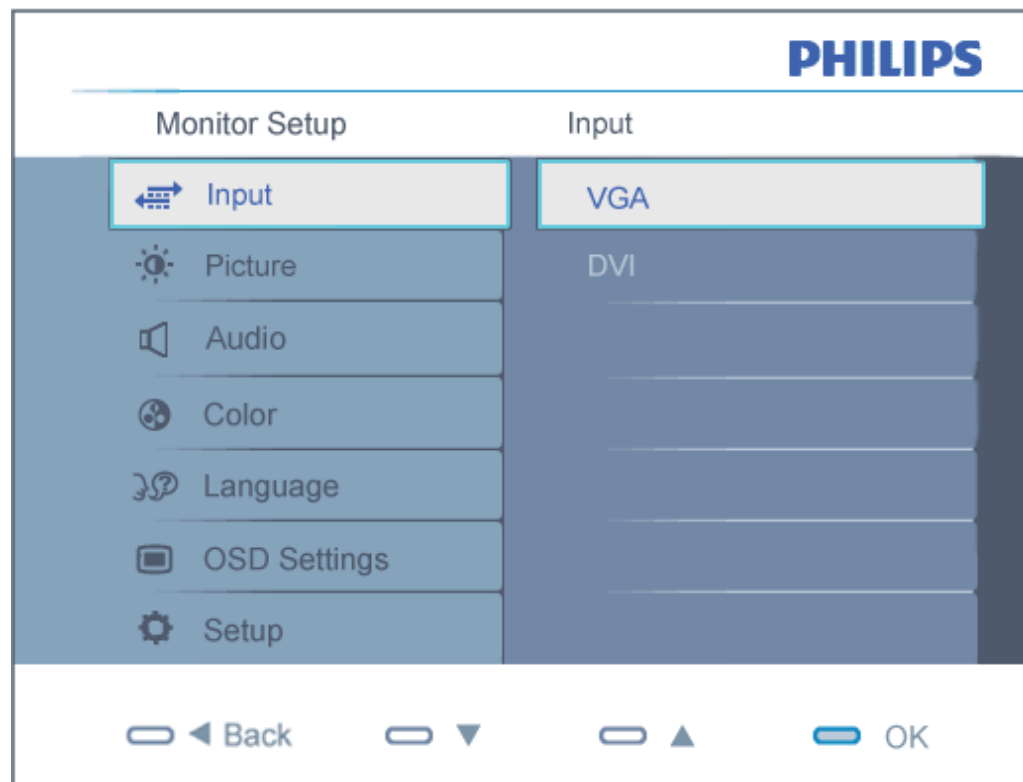 PHILIPS
Monitor Setup Input
Input VGA
Picture DVI
Audio
Color
Language
OSD Settings
Setup
Back OK